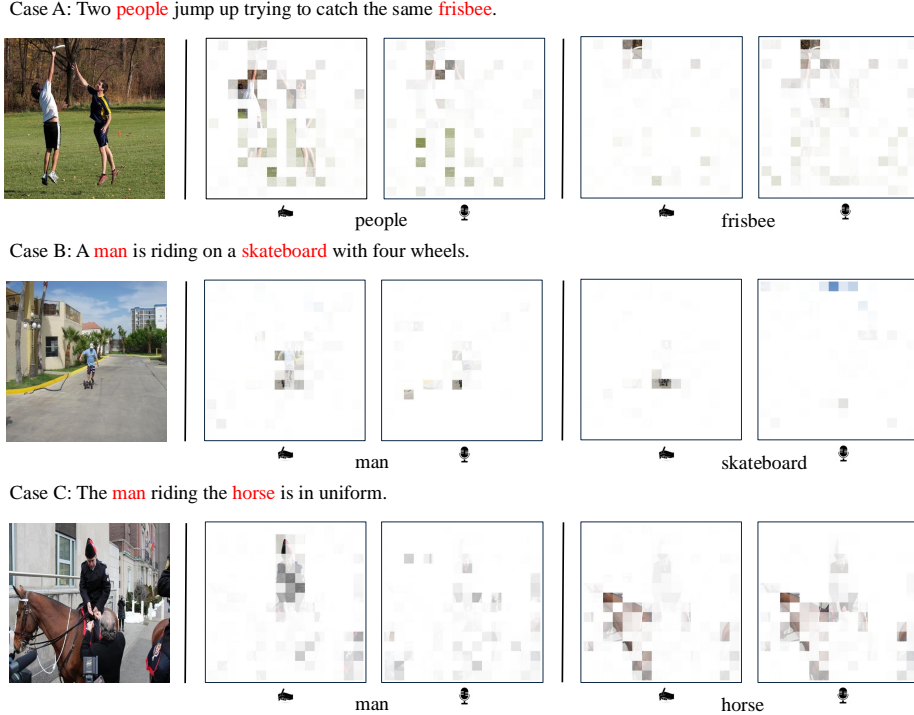 Case A: Two people jump up trying to catch the same frisbee.
people
frisbee
Case B: A man is riding on a skateboard with four wheels.
man
skateboard
Case C: The man riding the horse is in uniform.
man
horse